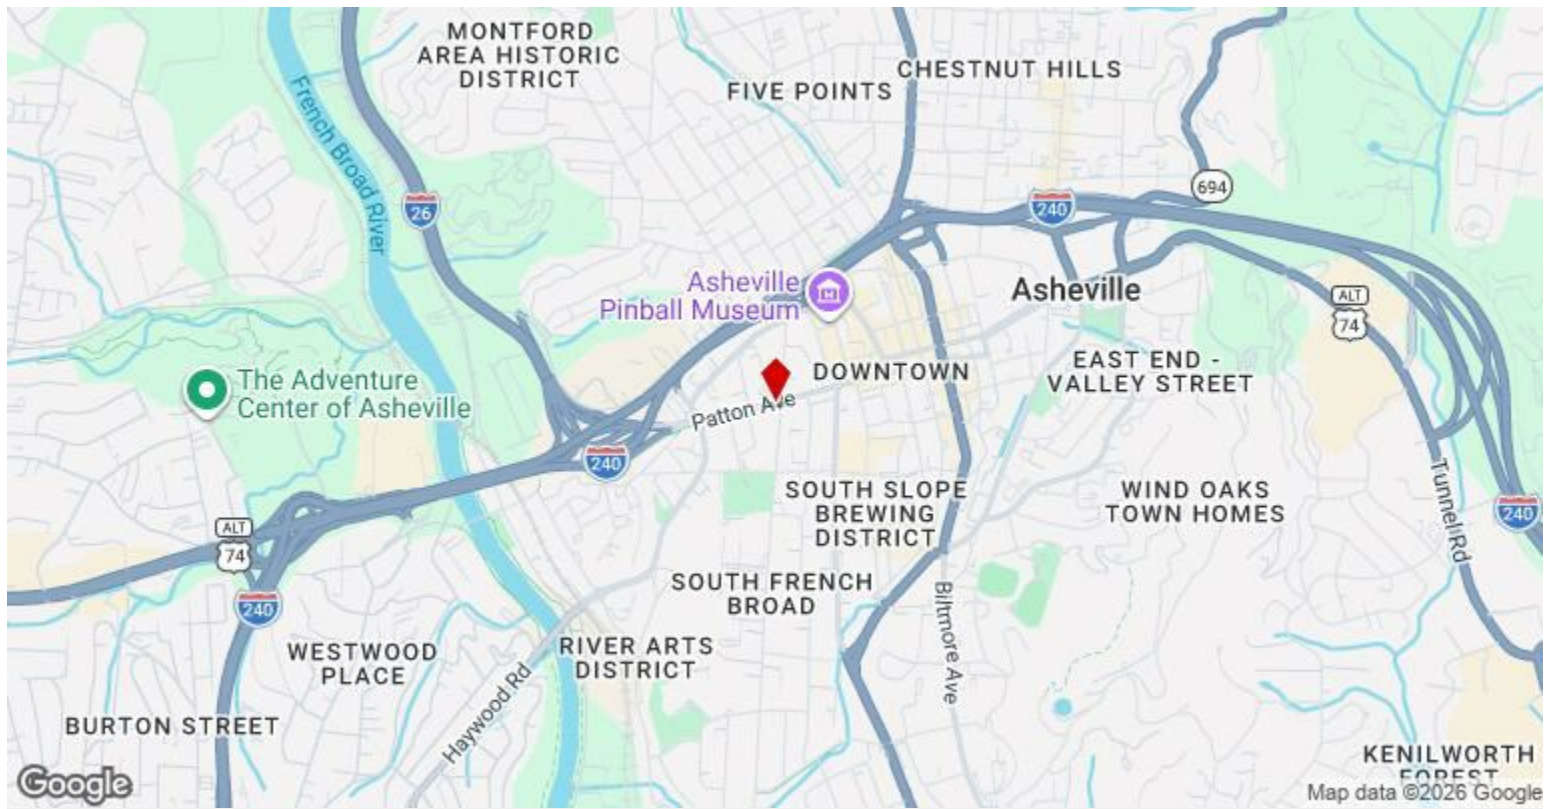 MONTFORD
AREA HISTORIC
DISTRICT
CHESTNUT HILLS
FIVE POINTS
French Broad River
26
694
240
Asheville
Pinball Museum
Asheville
ALT
74
DOWNTOWN
EAST END -
VALLEY STREET
The Adventure
Center of Asheville
Patton Ave
240
SOUTH SLOPE
BREWING
DISTRICT
WIND OAKS
TOWN HOMES
Tunnel Rd
240
ALT
74
240
SOUTH FRENCH
BROAD
Biltmore Ave
WESTWOOD
PLACE
RIVER ARTS
DISTRICT
Haywood Rd
BURTON STREET
KENILWORTH
FOREST
Google
Map data ©2026 Google